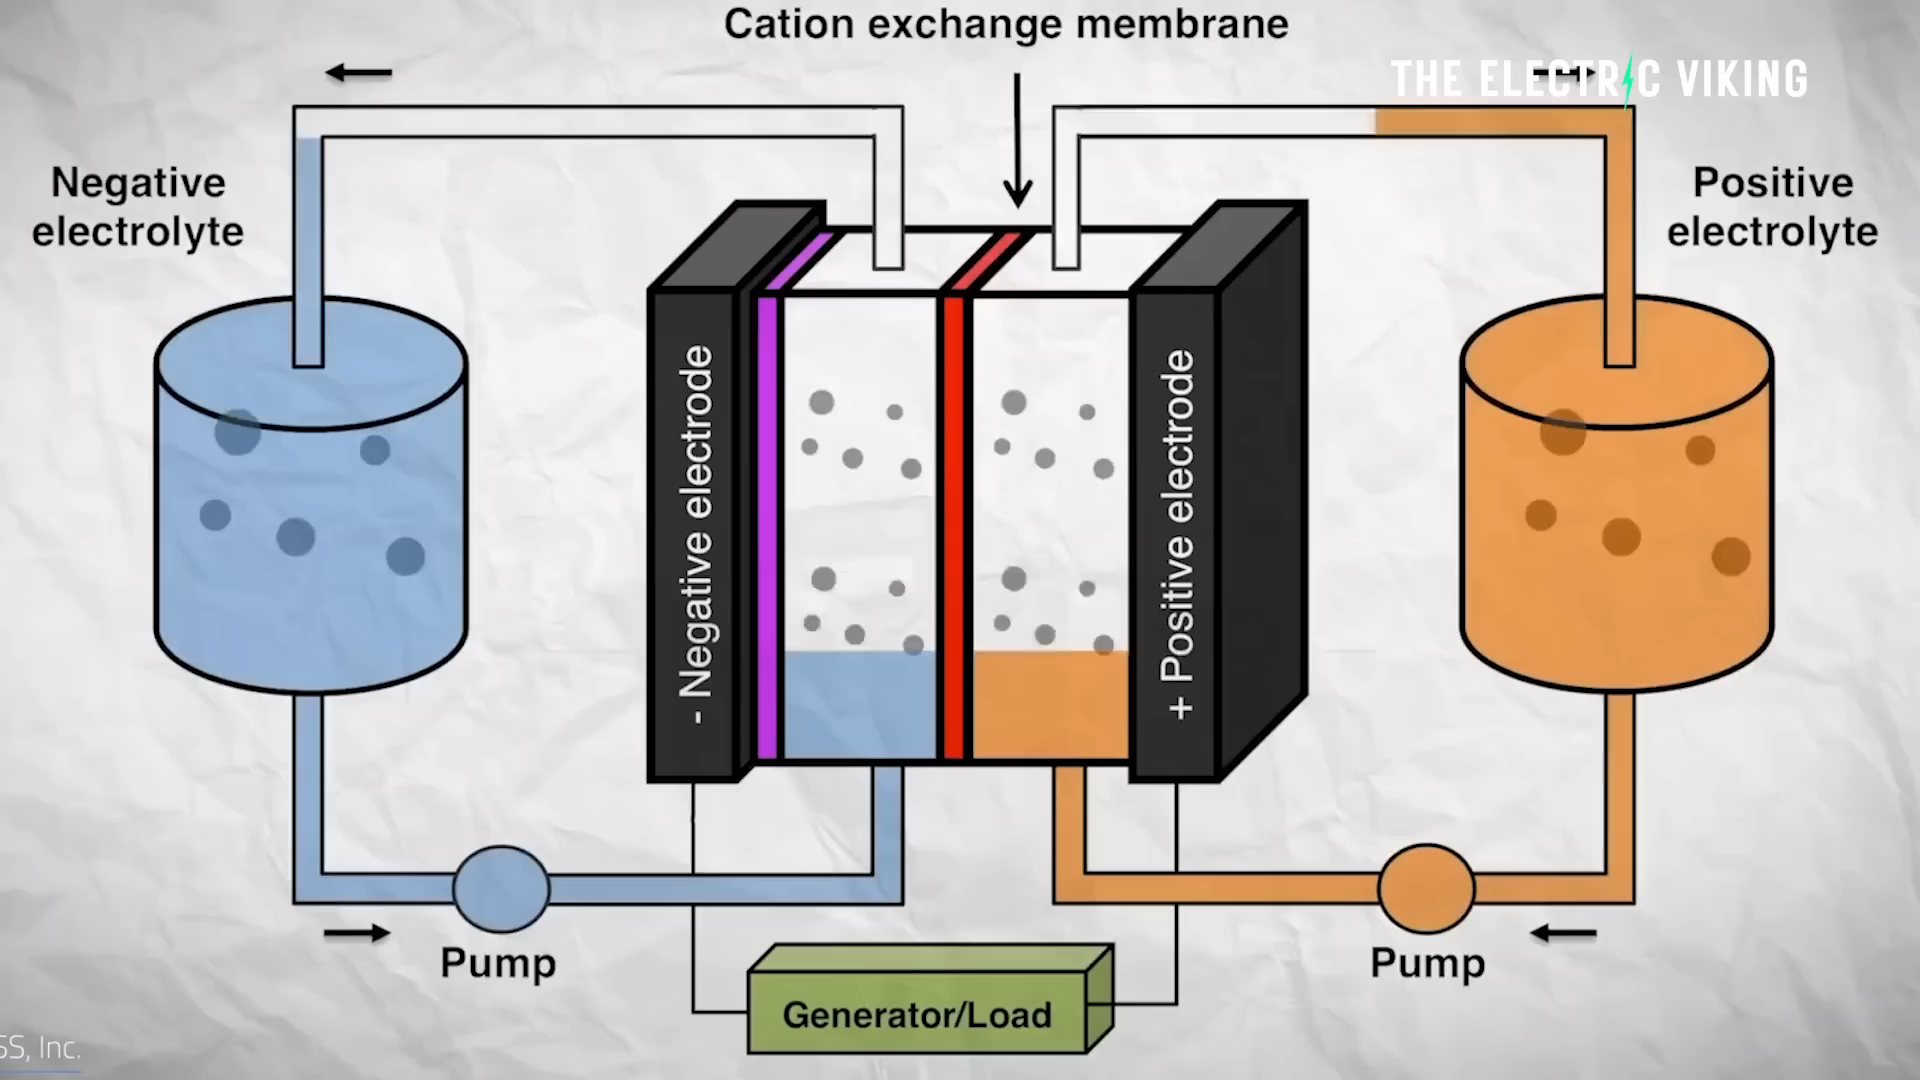 Cation exchange membrane
THE ELECTRIC VIKING
Negative
electrolyte
Positive
electrolyte
- Negative electrode
+ Positive electrode
Pump
Pump
Generator/Load
SS, Inc.